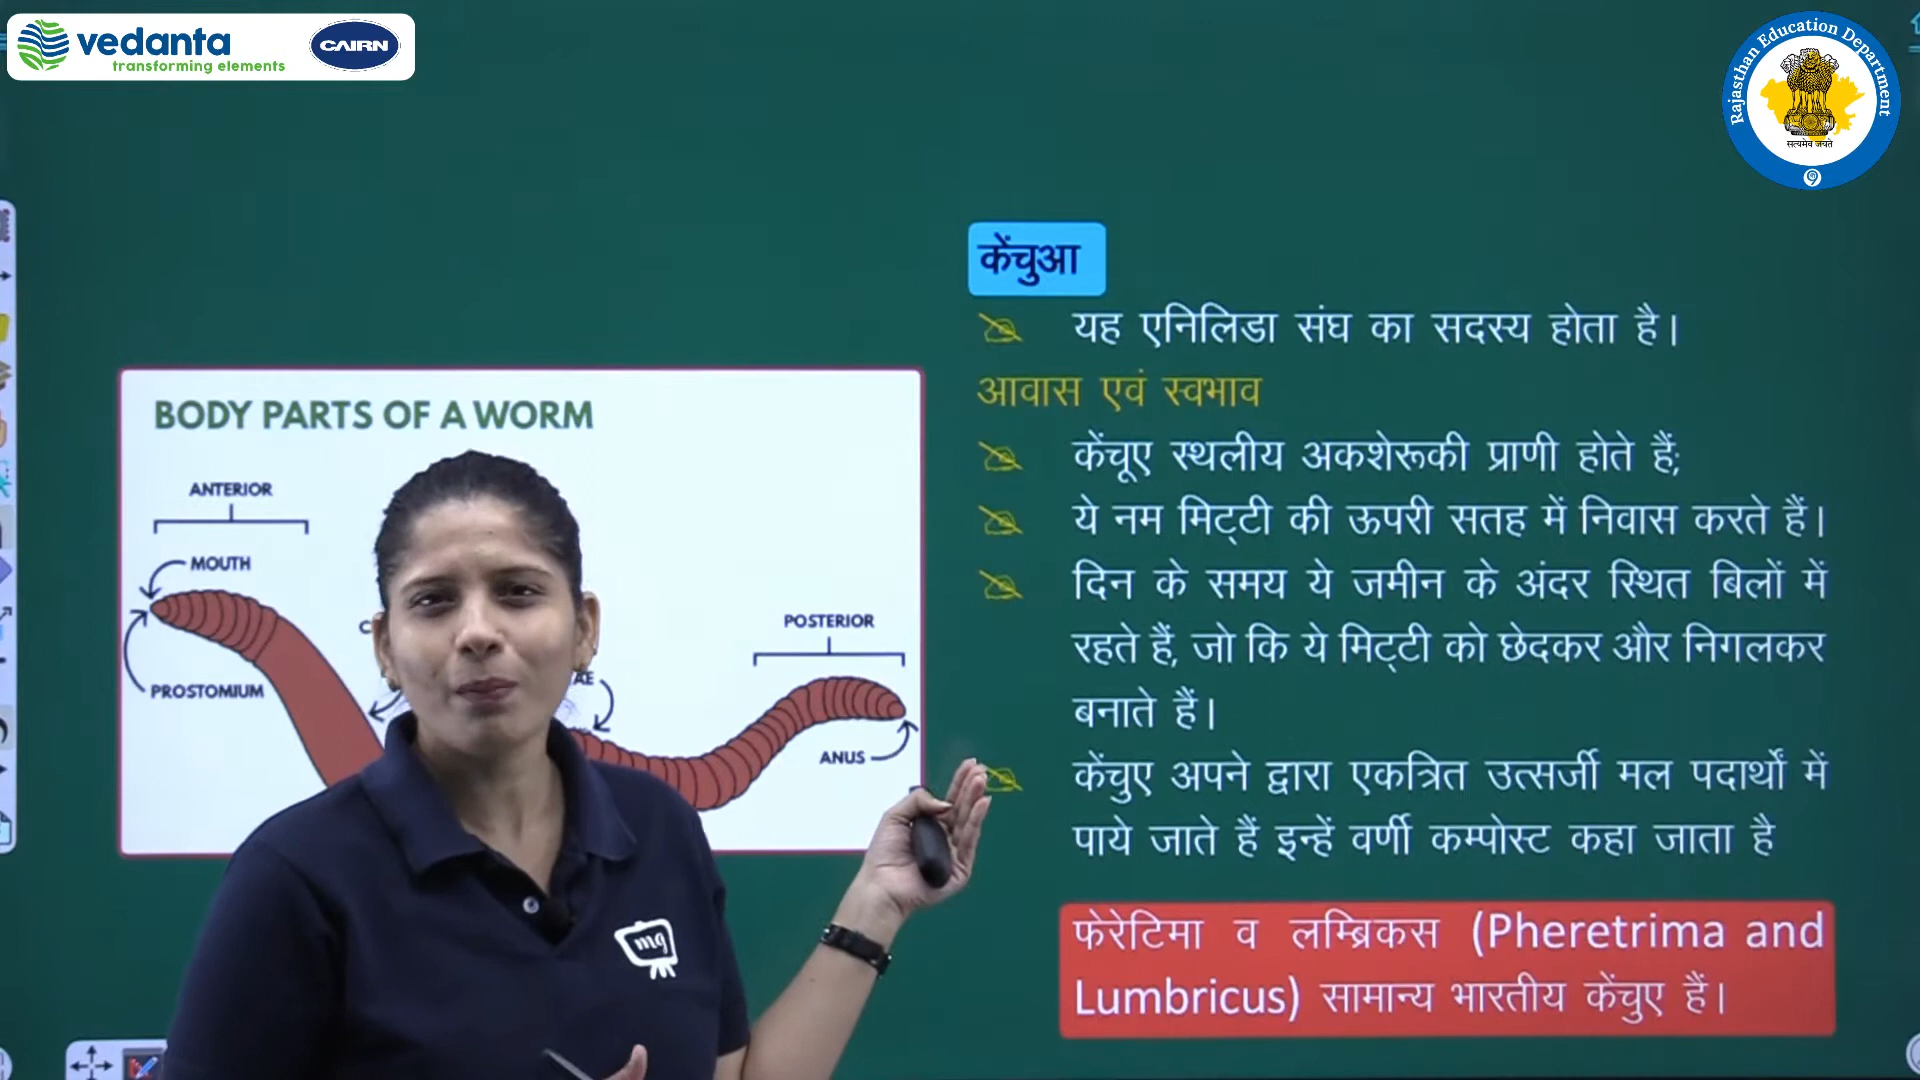 vedanta
transforming elements
CAIRN
Rajasthan Education Department
सत्यमेव जयते
केंचुआ
यह एनिलिडा संघ का सदस्य होता है।
आवास एवं स्वभाव
केंचूए स्थलीय अकशेरूकी प्राणी होते हैं;
ये नम मिट्टी की ऊपरी सतह में निवास करते हैं।
दिन के समय ये जमीन के अंदर स्थित बिलों में
रहते हैं, जो कि ये मिट्टी को छेदकर और निगलकर
बनाते हैं।
केंचुए अपने द्वारा एकत्रित उत्सर्जी मल पदार्थों में
पाये जाते हैं इन्हें वर्णी कम्पोस्ट कहा जाता है
फेरेटिमा व लम्ब्रिकस (Pheretrima and
Lumbricus) सामान्य भारतीय केंचुए हैं।
BODY PARTS OF A WORM
ANTERIOR
MOUTH
PROSTOMIUM
POSTERIOR
ANUS
mg